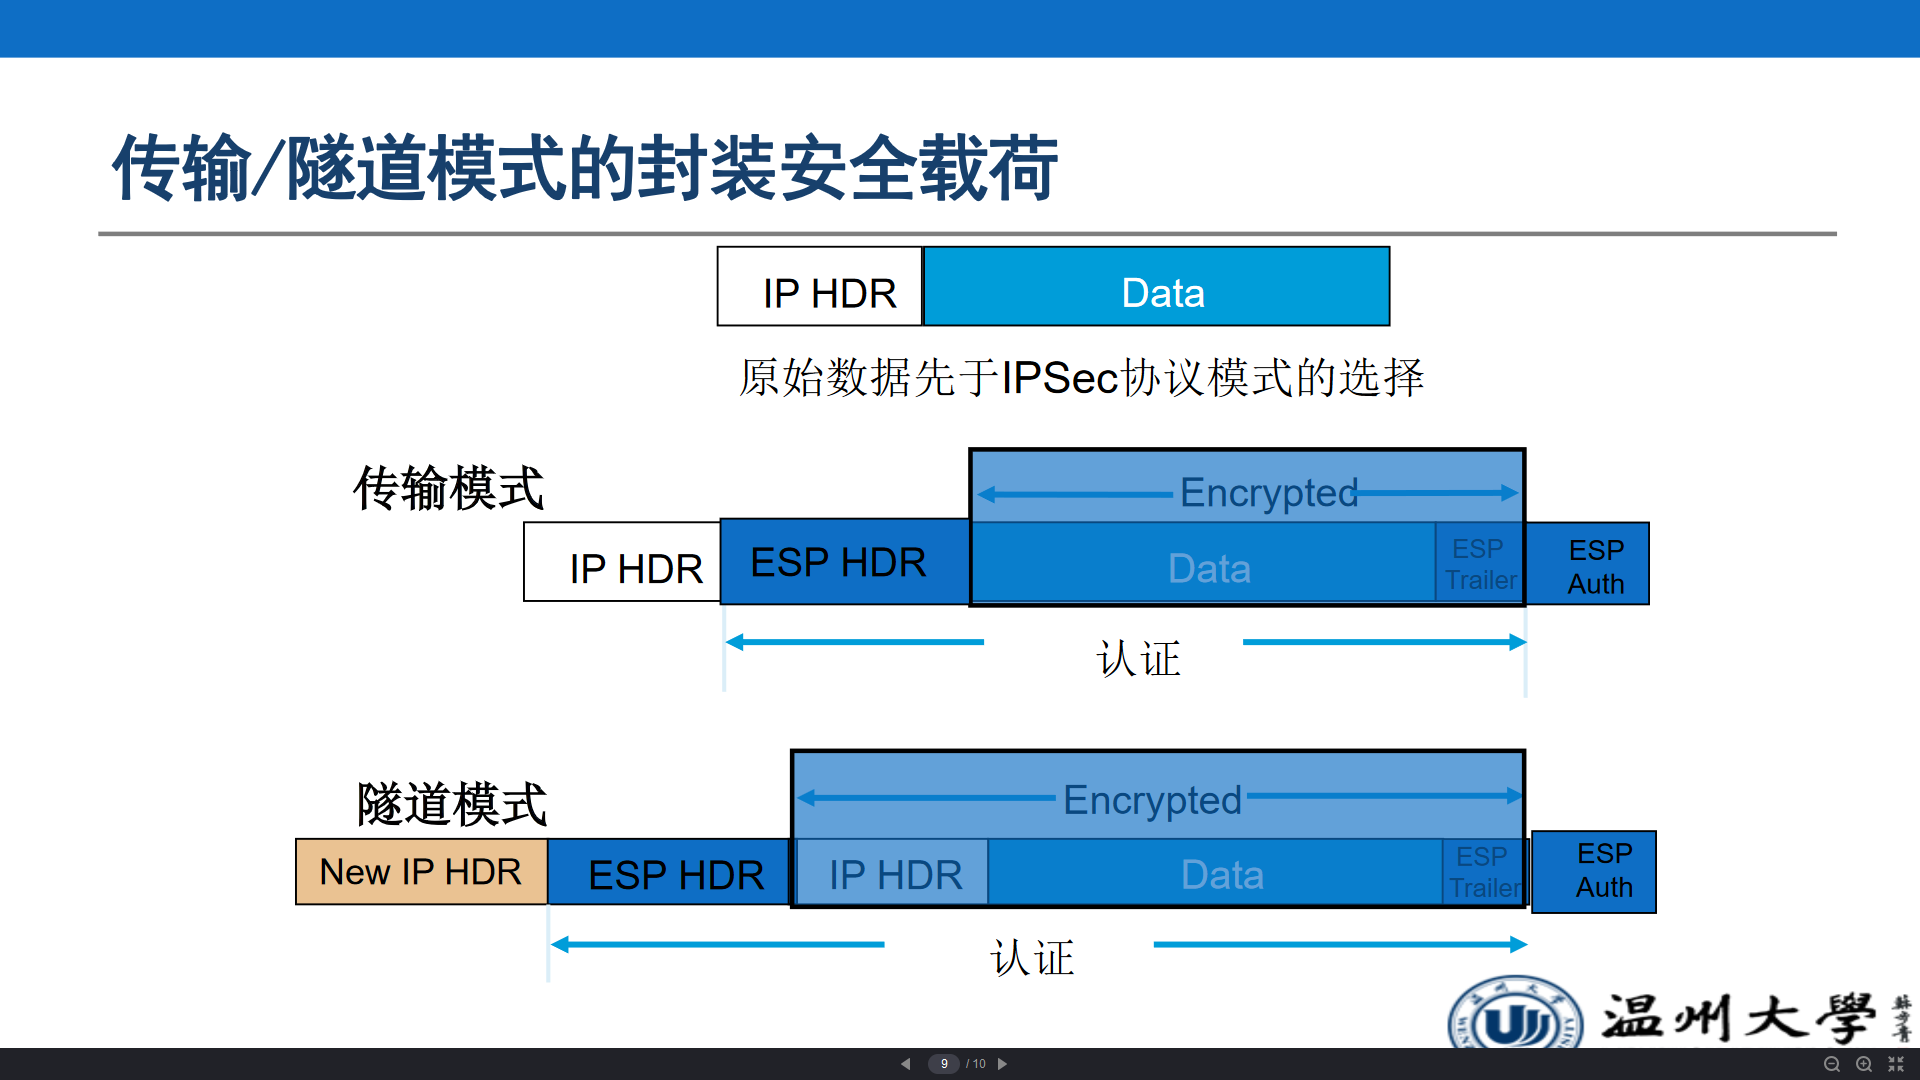 传输/隧道模式的封装安全载荷
IP HDR
Data
原始数据先于IPSec协议模式的选择
传输模式
Encrypted
IP HDR
ESP HDR
Data
ESP
Trailer
ESP
Auth
认证
隧道模式
Encrypted
New IP HDR
ESP HDR
IP HDR
Data
ESP
Trailer
ESP
Auth
认证
温州大學
9 / 10